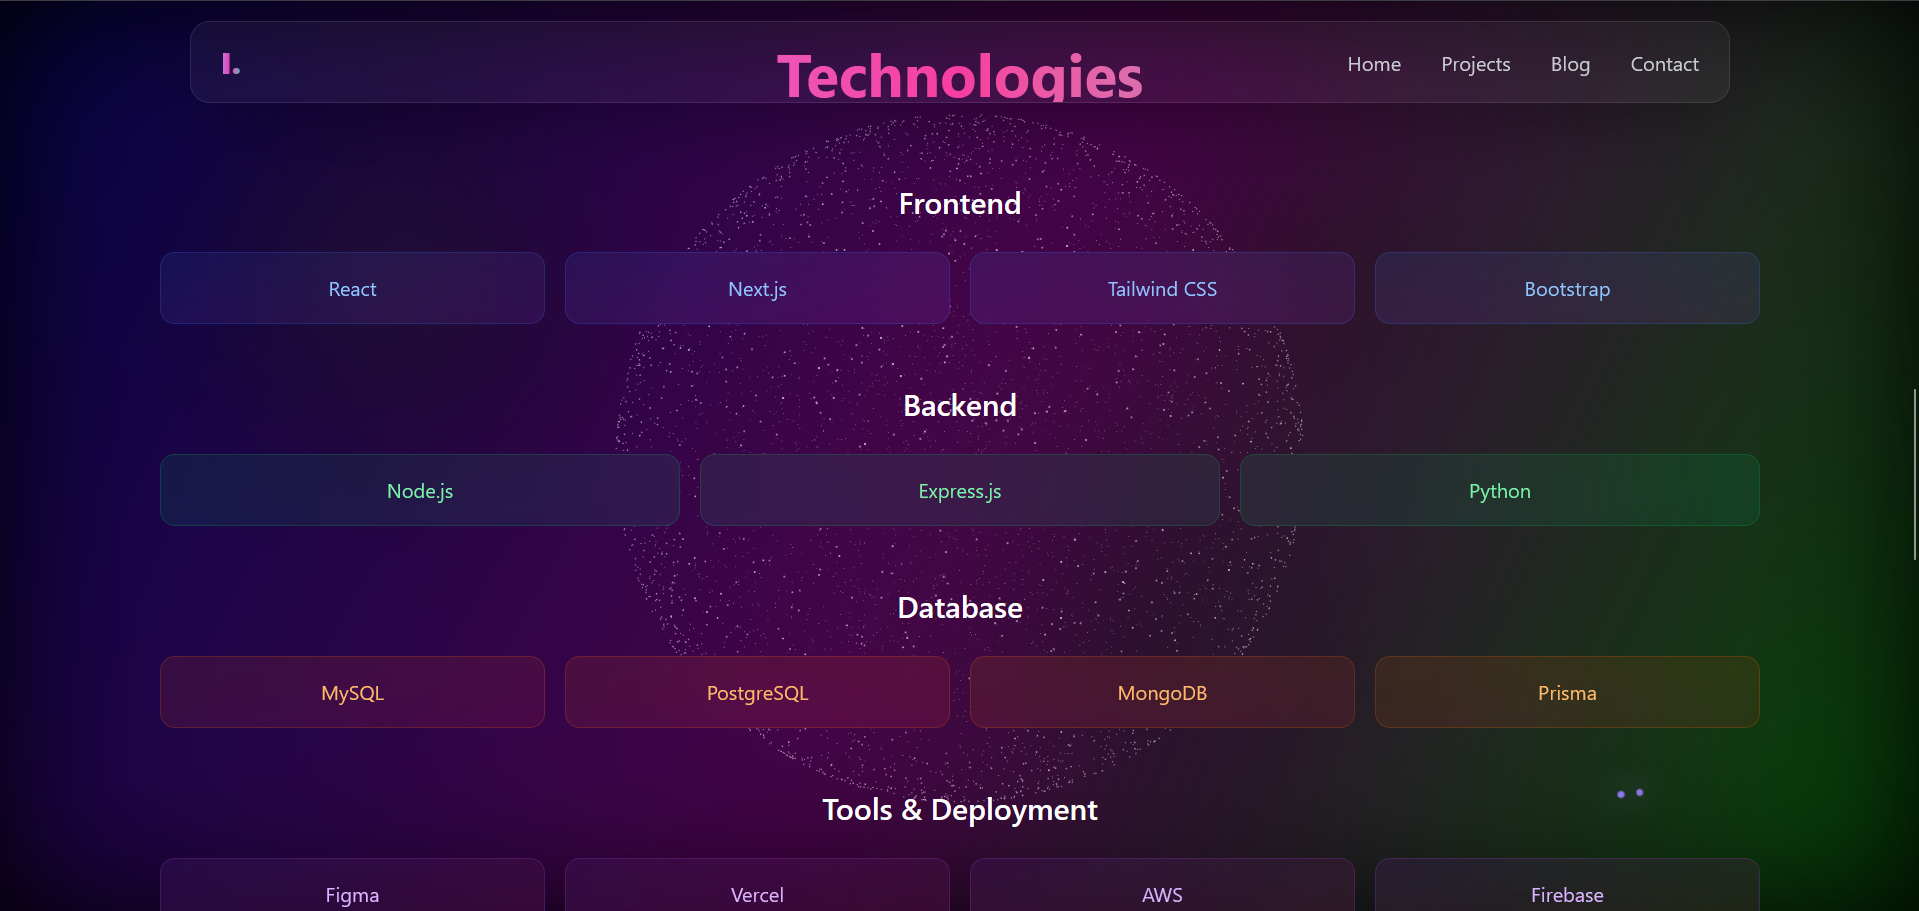 I.
Technologies
Home Projects Blog Contact
Frontend
React Next.js Tailwind CSS Bootstrap
Backend
Node.js Express.js Python
Database
MySQL PostgreSQL MongoDB Prisma
Tools & Deployment
Figma Vercel AWS Firebase